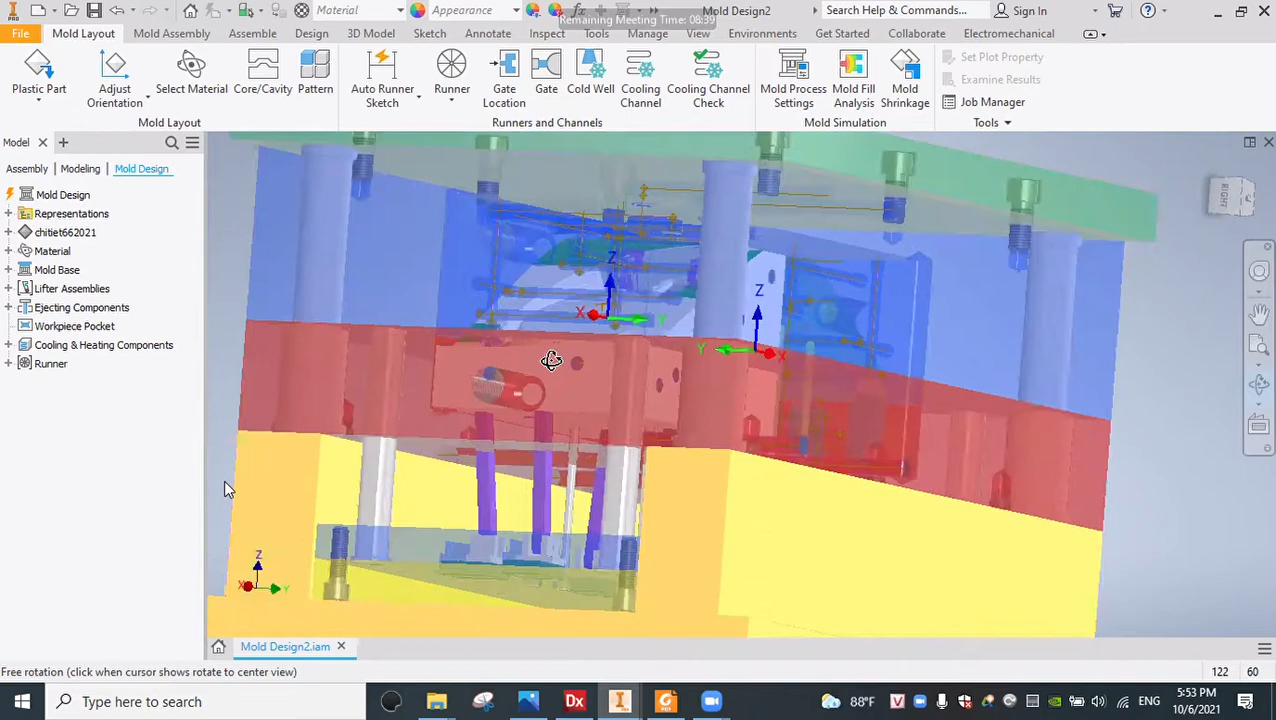 Material
Appearance
Remaining Meeting Time: 08:39
Mold Design2
Search Help & Commands...
Sign In
File
Mold Layout
Mold Assembly
Assemble
Design
3D Model
Sketch
Annotate
Inspect
Tools
Manage
View
Environments
Get Started
Collaborate
Electromechanical
PRO
Plastic Part
Adjust Orientation
Select Material
Core/Cavity
Pattern
Auto Runner Sketch
Runner
Gate Location
Gate
Cold Well
Cooling Channel
Cooling Channel Check
Mold Process Settings
Mold Fill Analysis
Mold Shrinkage
Set Plot Property
Examine Results
Job Manager
Mold Layout
Runners and Channels
Mold Simulation
Tools
Model
Assembly
Modeling
Mold Design
Mold Design
Representations
chitiet662021
Material
Mold Base
Lifter Assemblies
Ejecting Components
Workpiece Pocket
Cooling & Heating Components
Runner
Z
X
Y
Z
Y
X
Z
X
Y
Mold Design2.iam
Free rotation (click when cursor shows rotate to center view)
122
60
Type here to search
Dx
88°F
ENG
5:53 PM
10/6/2021